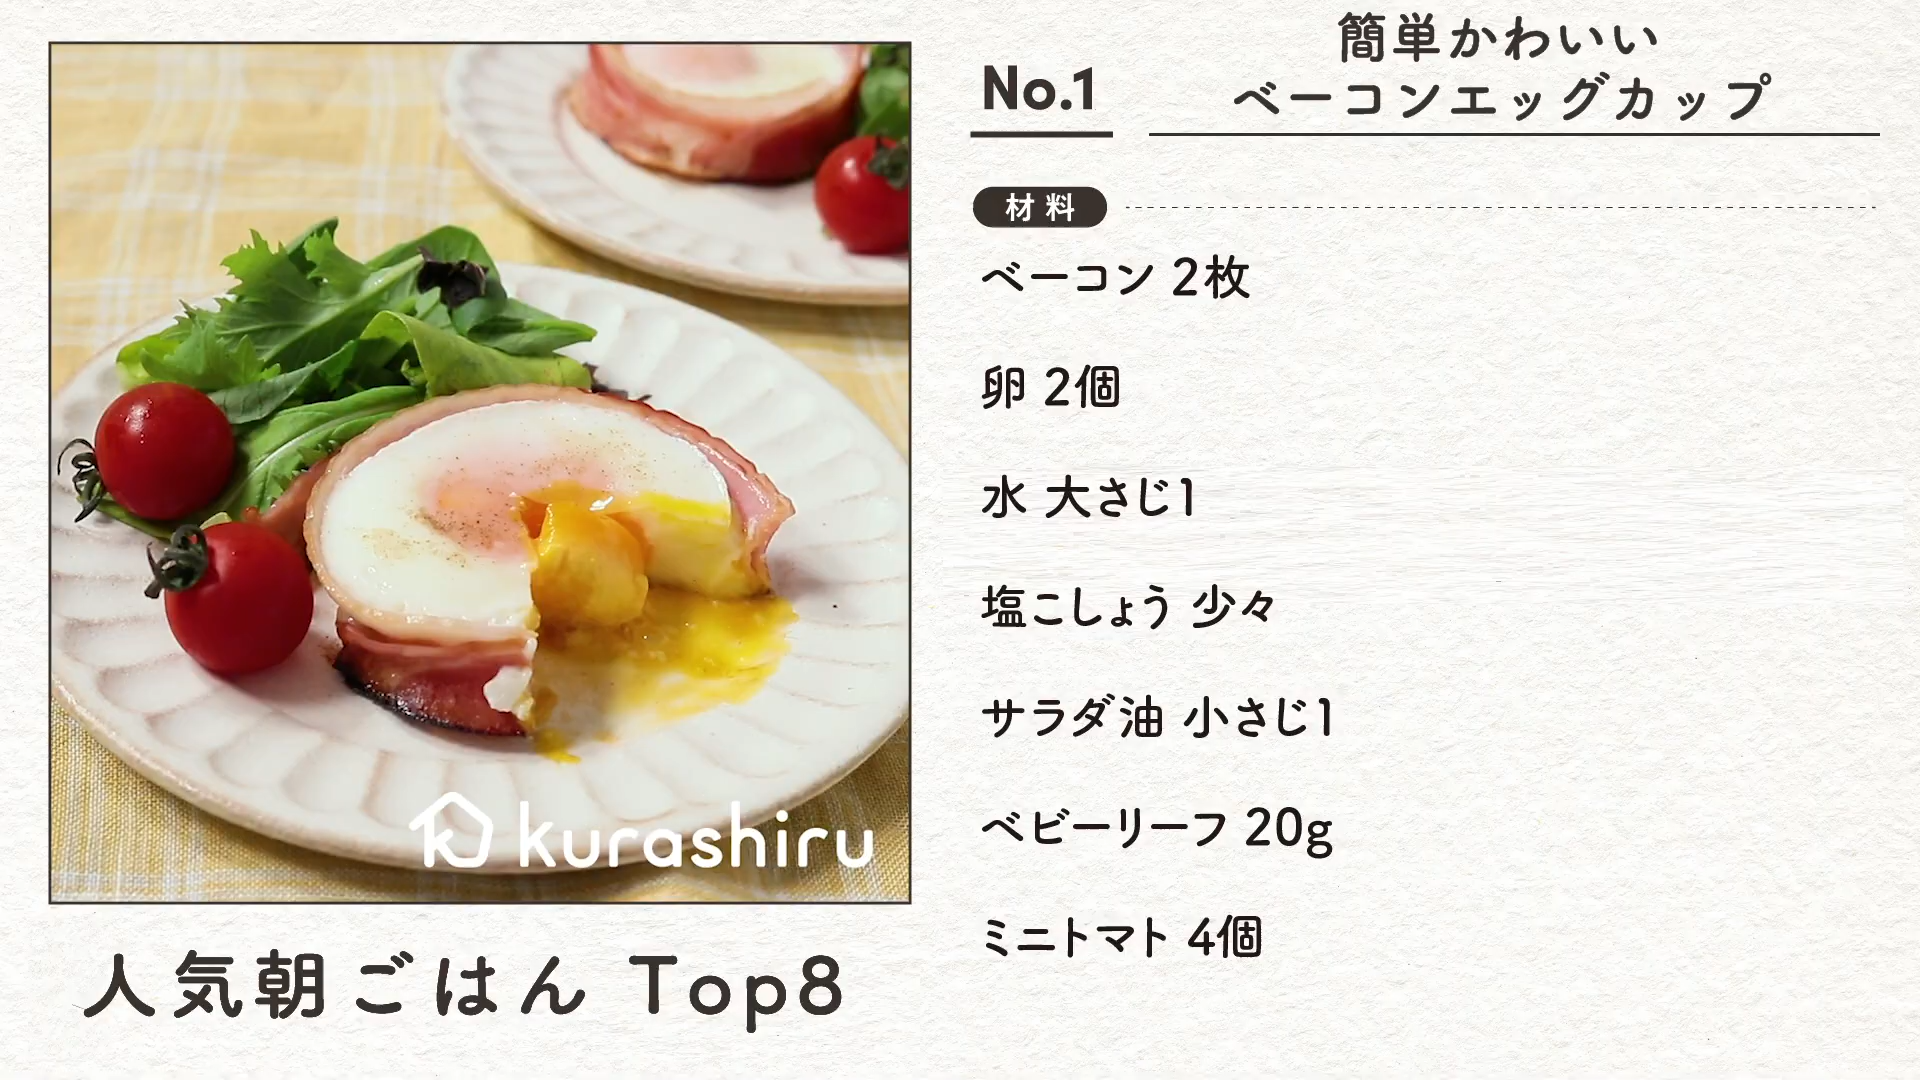 No.1
簡単かわいい
ベーコンエッグカップ
材料
ベーコン 2枚
卵 2個
水 大さじ1
塩こしょう 少々
サラダ油 小さじ1
ベビーリーフ 20g
ミニトマト 4個
kurashiru
人気朝ごはん Top8